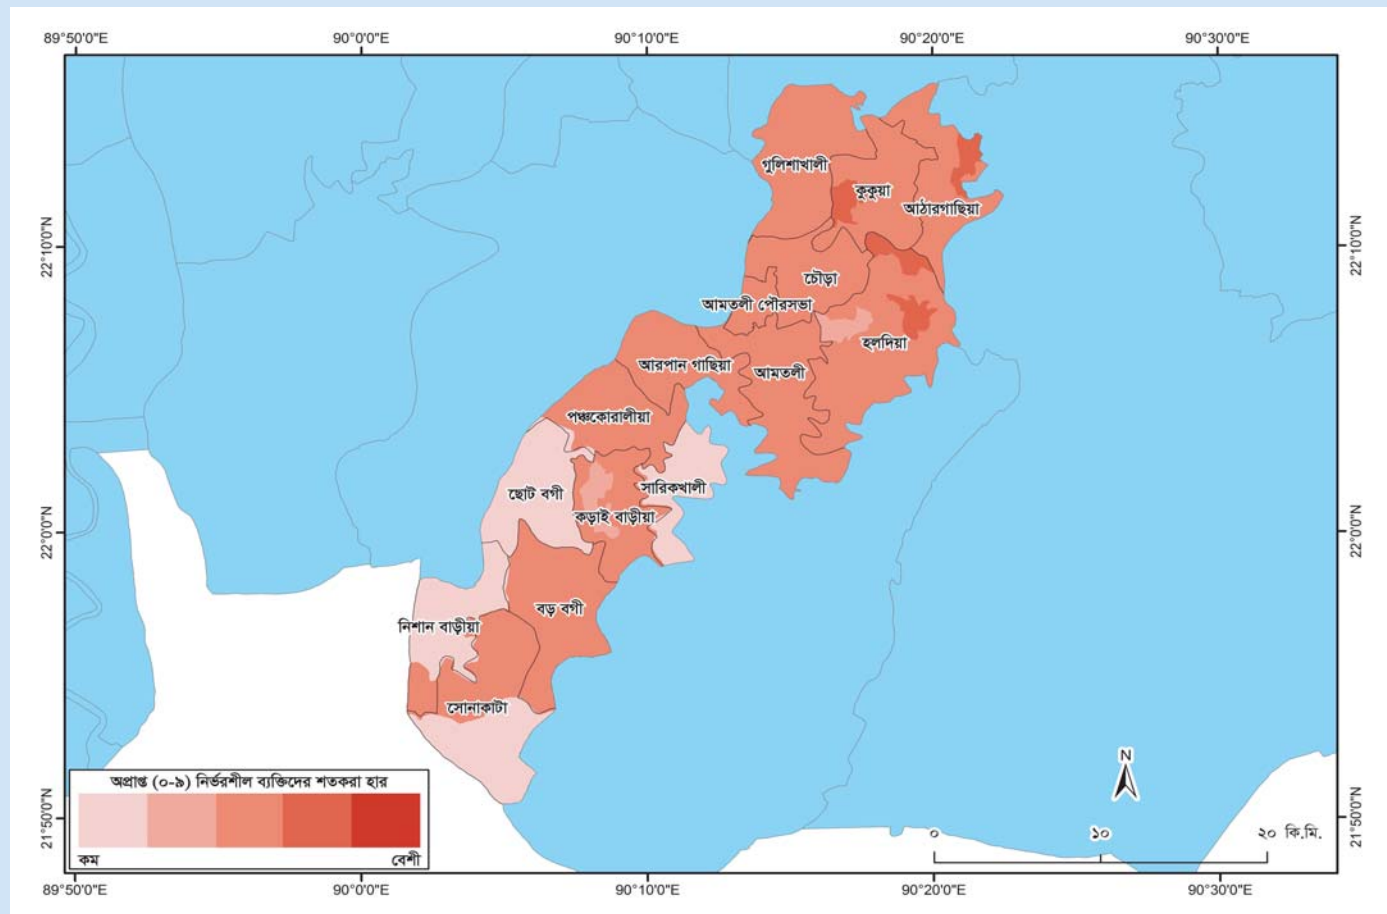 89°50'0"E 90°0'0"E 90°10'0"E 90°20'0"E 90°30'0"E
22°10'0"N
22°10'0"N
22°0'0"N
22°0'0"N
21°50'0"N
21°50'0"N
গুলিশাখালী
কুকুয়া
আঠারগাছিয়া
চৌড়া
আমতলী পৌরসভা
হলদিয়া
আরপান গাছিয়া
আমতলী
পঞ্চকোরালীয়া
ছোট বগী
সারিকখালী
কড়াই বাড়ীয়া
বড় বগী
নিশান বাড়ীয়া
সোনাকাটা
অপ্রাপ্ত (০-৯) নির্ভরশীল ব্যক্তিদের শতকরা হার
কম বেশী
N
০ ১০ ২০ কি.মি.
89°50'0"E 90°0'0"E 90°10'0"E 90°20'0"E 90°30'0"E